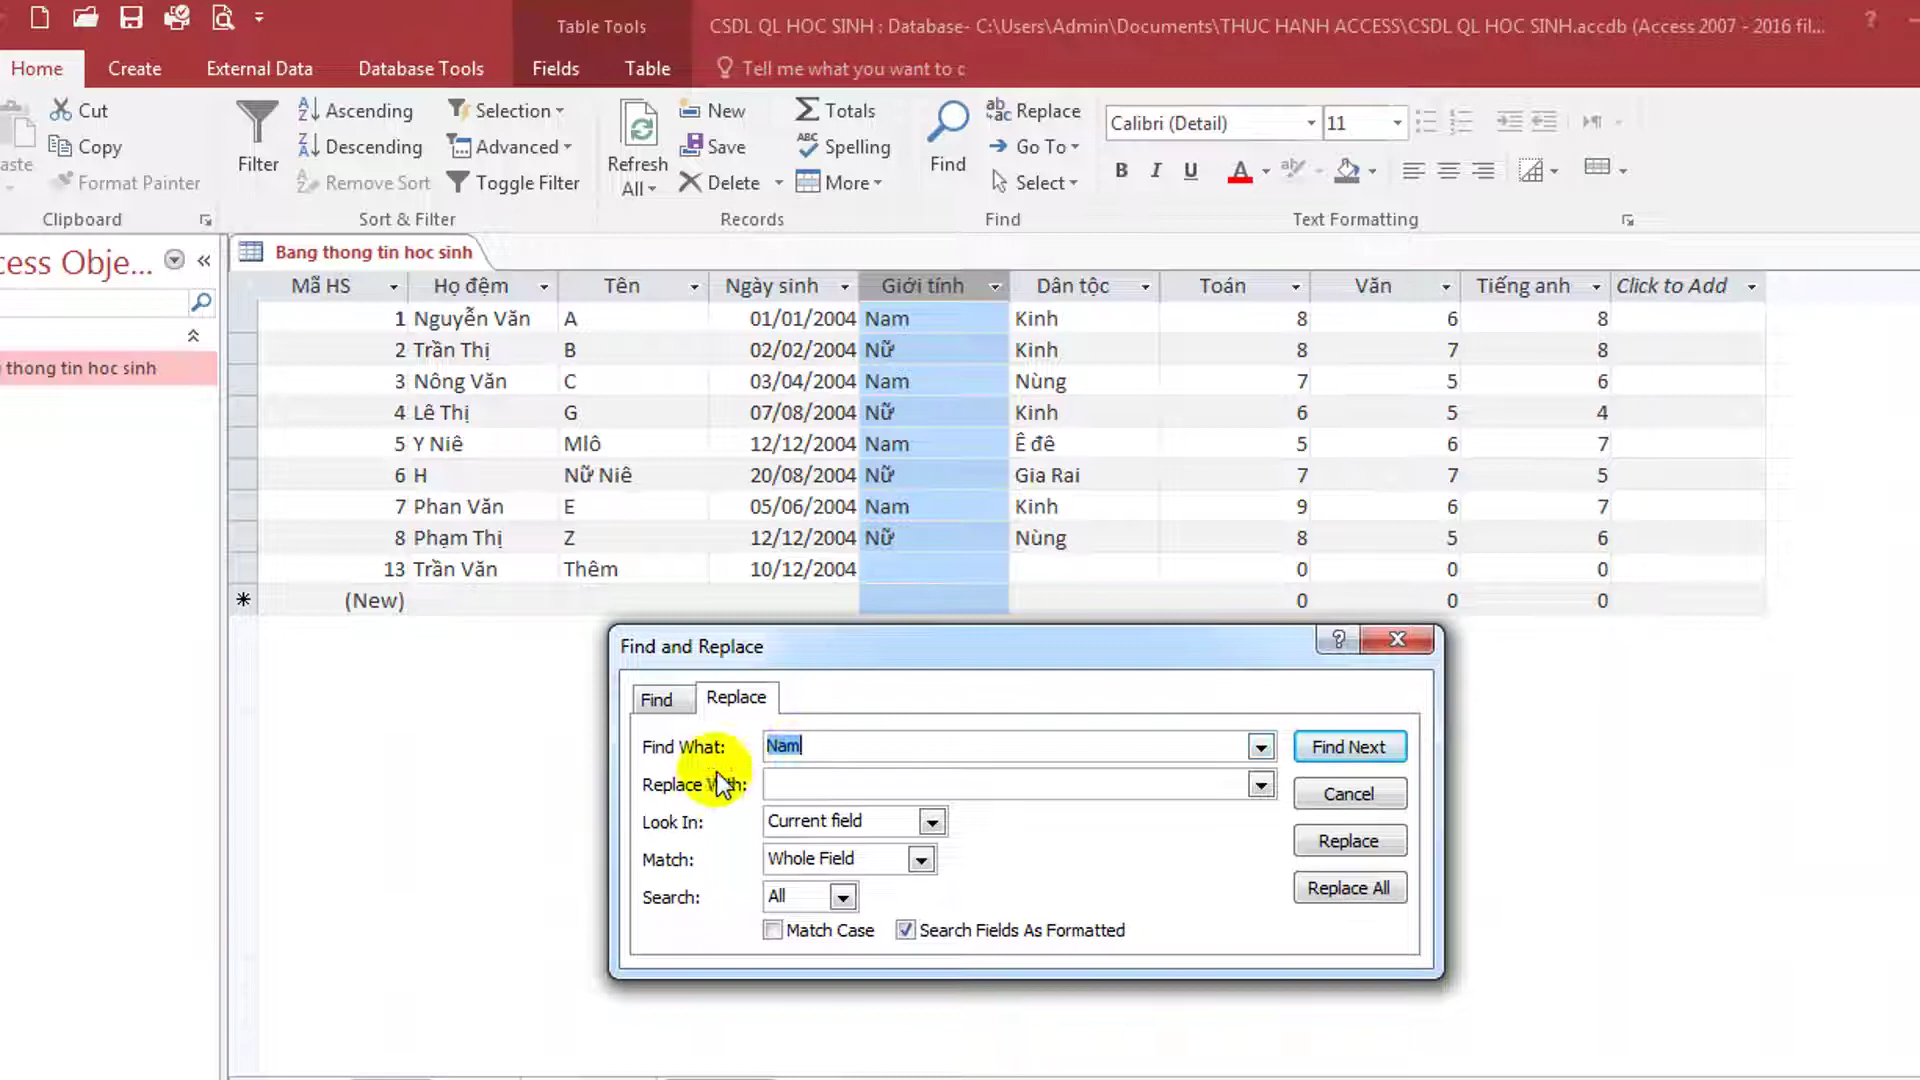 Table Tools
CSDL QL HOC SINH : Database- C:\Users\Admin\Documents\THUC HANH ACCESS\CSDL QL HOC SINH.accdb (Access 2007 - 2016 fil...
?
Home Create External Data Database Tools Fields Table Tell me what you want to c
Cut
Copy
Format Painter
aste
Clipboard
Filter
Ascending
Descending
Remove Sort
Selection
Advanced
Toggle Filter
Sort & Filter
Refresh
All
New
Save
Delete
Totals
Spelling
More
Records
Find
Replace
Go To
Select
Find
Calibri (Detail) 11
B I U A
Text Formatting
cess Obje... «
thong tin hoc sinh
Bang thong tin hoc sinh
Mã HS Họ đệm Tên Ngày sinh Giới tính Dân tộc Toán Văn Tiếng anh Click to Add
1 Nguyễn Văn A 01/01/2004 Nam Kinh 8 6 8
2 Trần Thị B 02/02/2004 Nữ Kinh 8 7 8
3 Nông Văn C 03/04/2004 Nam Nùng 7 5 6
4 Lê Thị G 07/08/2004 Nữ Kinh 6 5 4
5 Y Niê Mlô 12/12/2004 Nam Ê đê 5 6 7
6 H Nữ Niê 20/08/2004 Nữ Gia Rai 7 7 5
7 Phan Văn E 05/06/2004 Nam Kinh 9 6 7
8 Phạm Thị Z 12/12/2004 Nữ Nùng 8 5 6
13 Trần Văn Thêm 10/12/2004 0 0 0
* (New) 0 0 0
Find and Replace
?
Find Replace
Find What: Nam Find Next
Replace With: Cancel
Look In: Current field
Match: Whole Field Replace
Search: All Replace All
Match Case Search Fields As Formatted